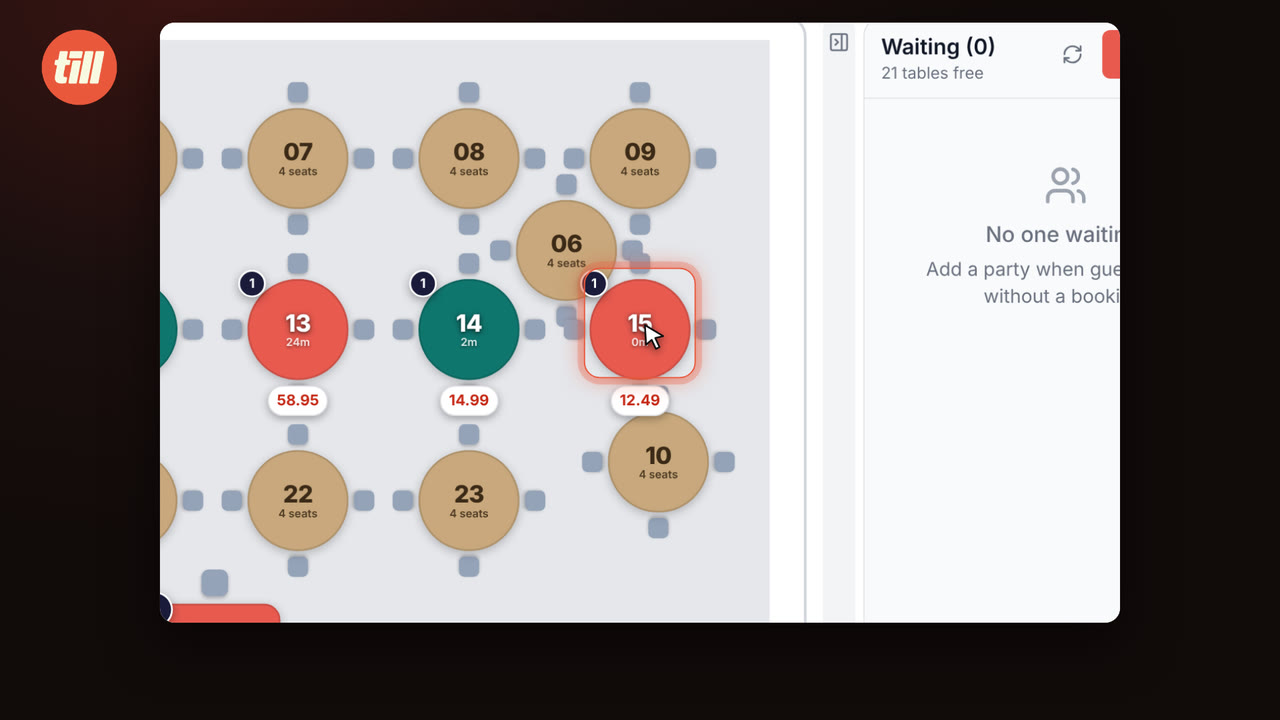 till
Waiting (0)
21 tables free
07
4 seats
08
4 seats
09
4 seats
06
4 seats
No one waitin
Add a party when gue
without a booki
1
13
24m
58.95
1
14
2m
14.99
1
15
12.49
10
4 seats
22
4 seats
23
4 seats